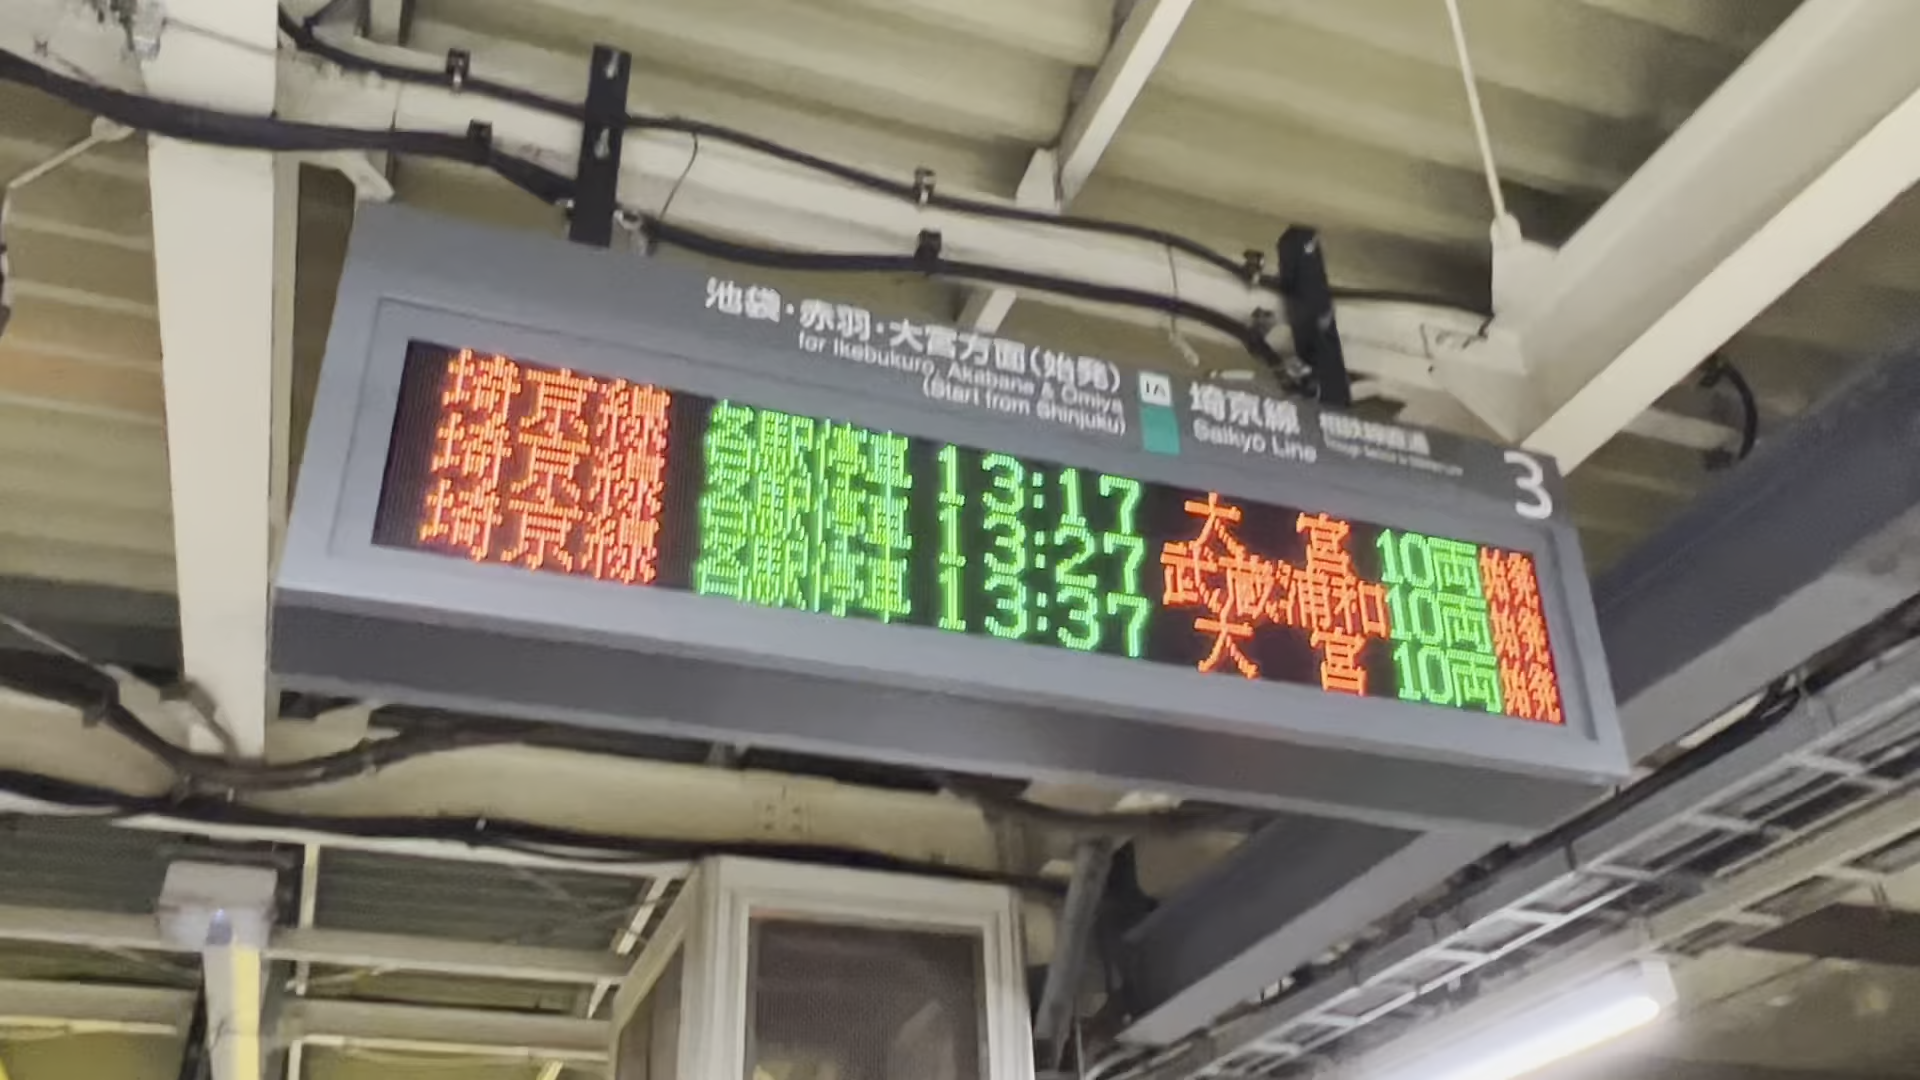 池袋・赤羽・大宮方面(始発)
for Ikebukuro, Akabane & Omiya
(Start from Shinjuku)
JA 埼京線
Saikyo Line
3
埼京線 各駅停車 13:17 大宮 10両 始発
埼京線 各駅停車 13:27 武蔵浦和 10両 始発
埼京線 各駅停車 13:37 大宮 10両 始発